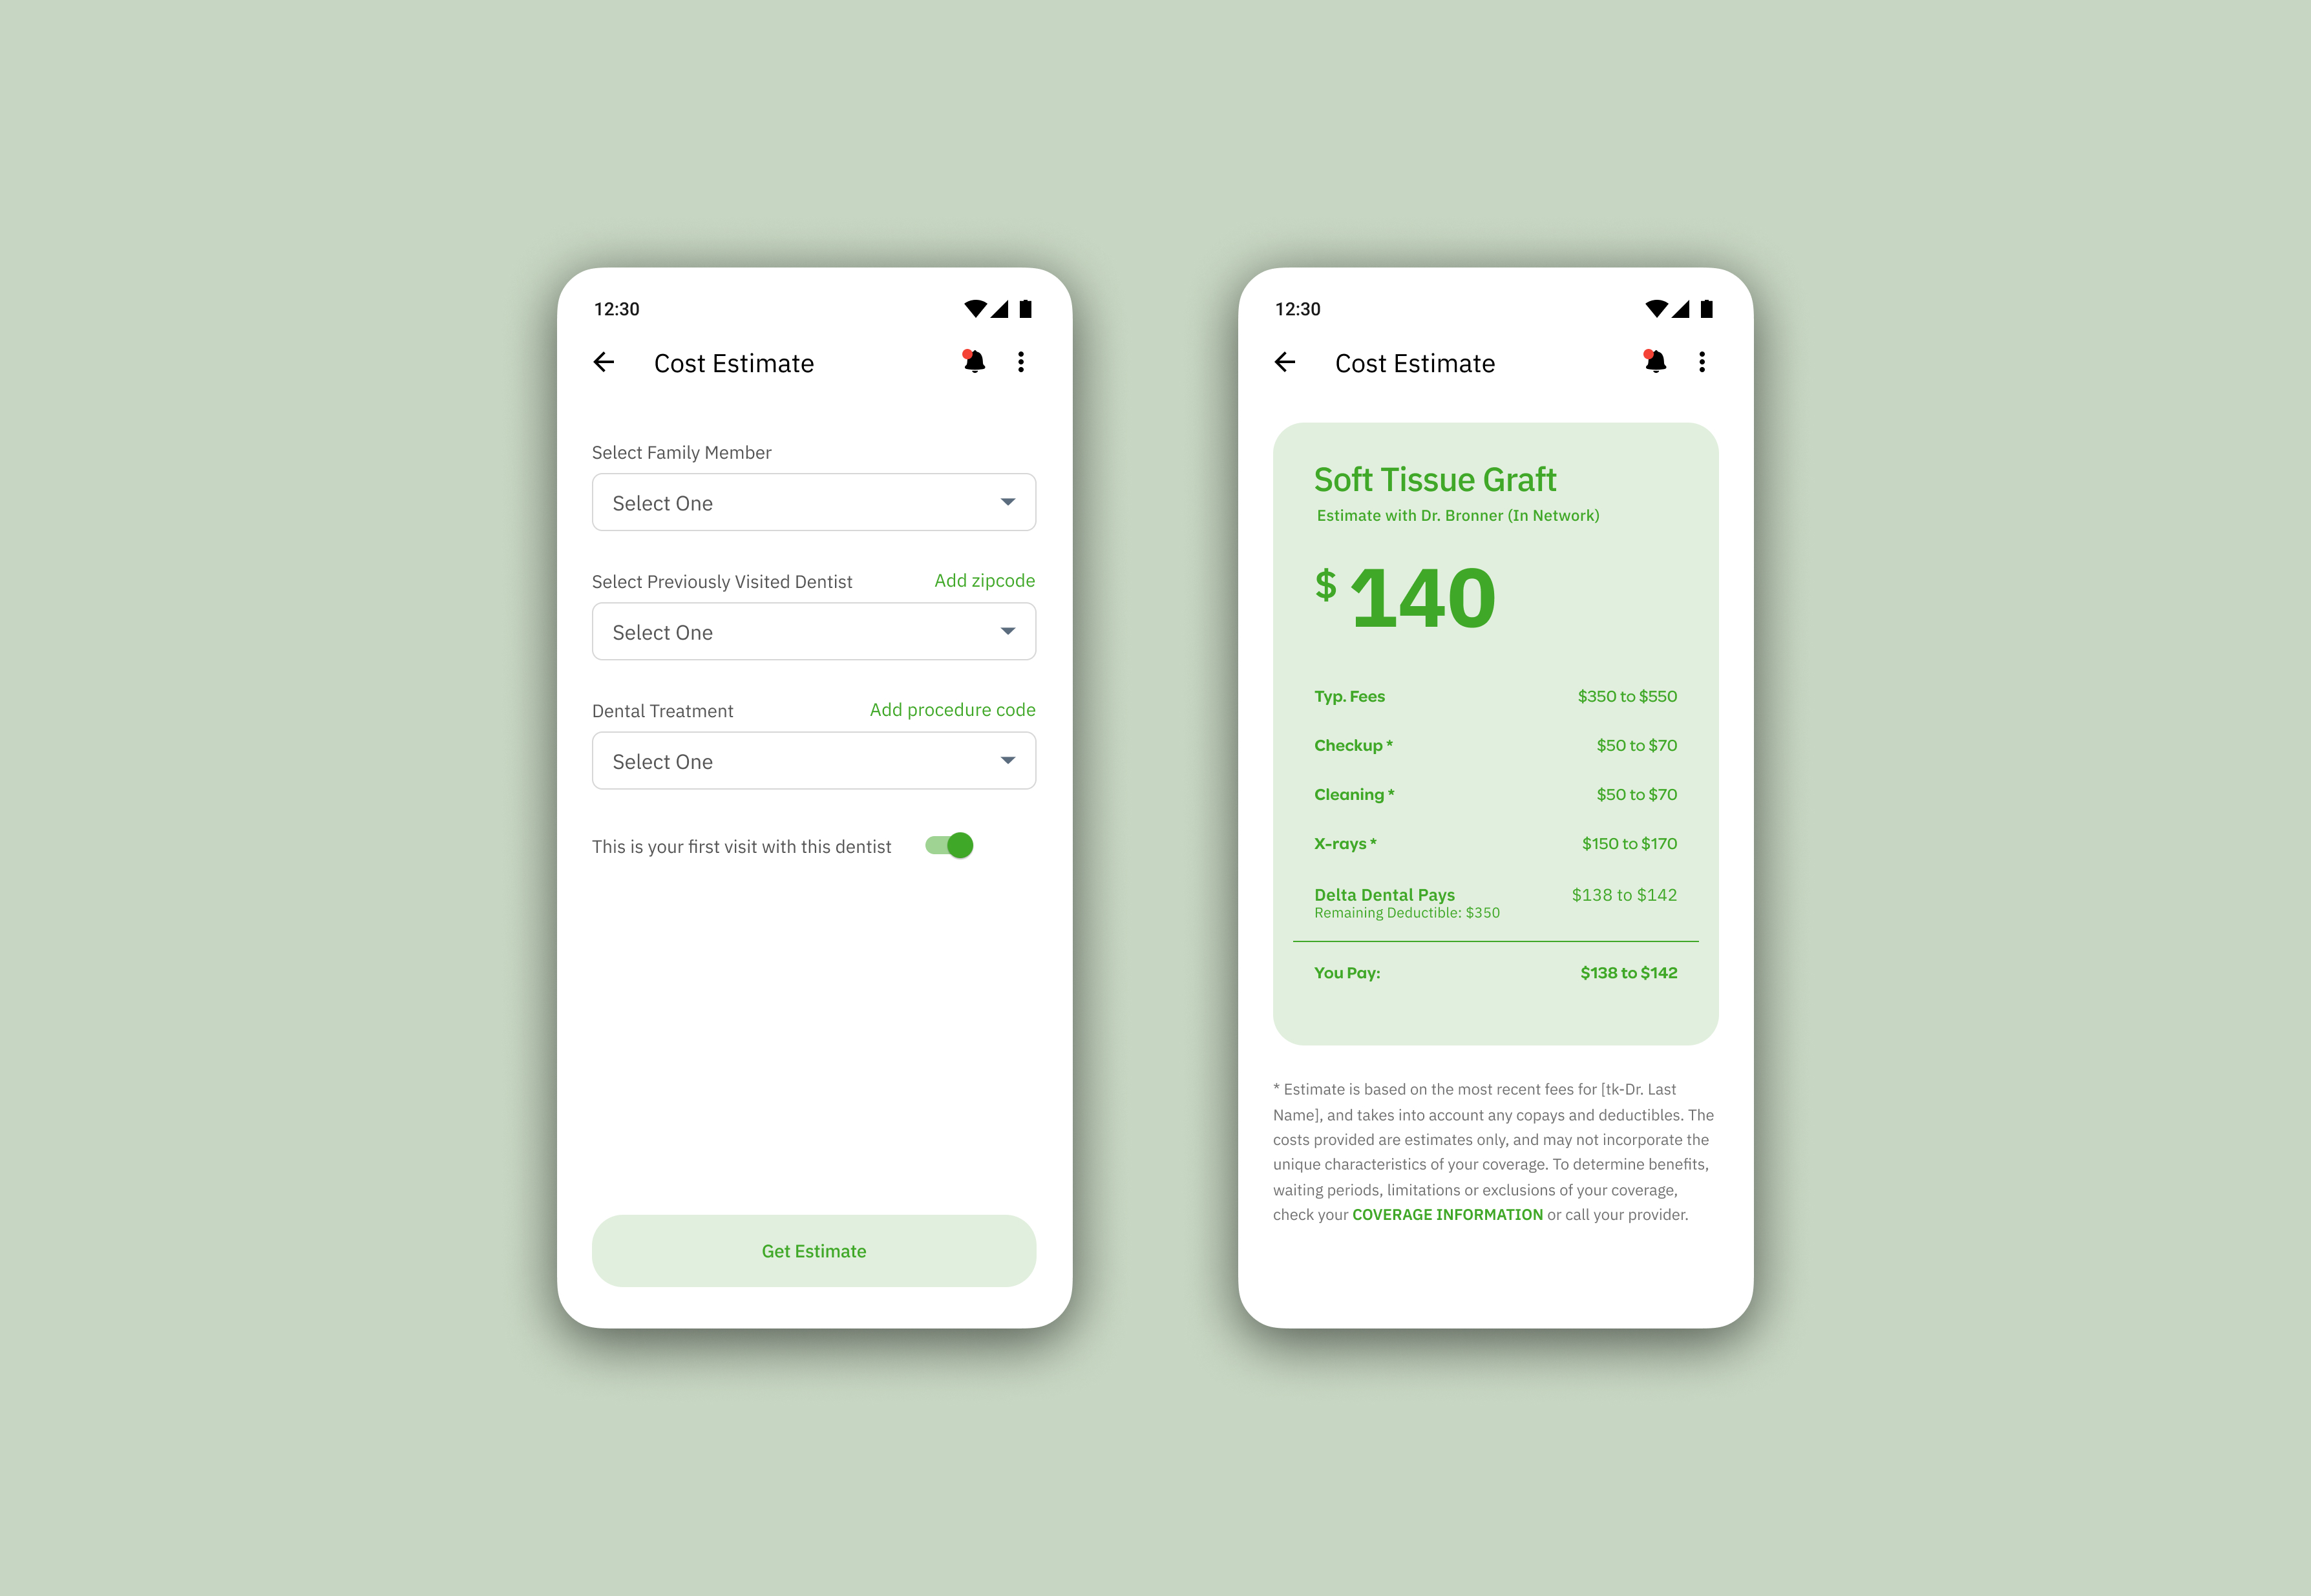 12:30
Cost Estimate
Select Family Member
Select One
Select Previously Visited Dentist Add zipcode
Select One
Dental Treatment Add procedure code
Select One
This is your first visit with this dentist
Get Estimate
12:30
Cost Estimate
Soft Tissue Graft
Estimate with Dr. Bronner (In Network)
$ 140
Typ. Fees $350 to $550
Checkup * $50 to $70
Cleaning * $50 to $70
X-rays * $150 to $170
Delta Dental Pays $138 to $142
Remaining Deductible: $350
You Pay: $138 to $142
* Estimate is based on the most recent fees for [tk-Dr. Last
Name], and takes into account any copays and deductibles. The
costs provided are estimates only, and may not incorporate the
unique characteristics of your coverage. To determine benefits,
waiting periods, limitations or exclusions of your coverage,
check your COVERAGE INFORMATION or call your provider.